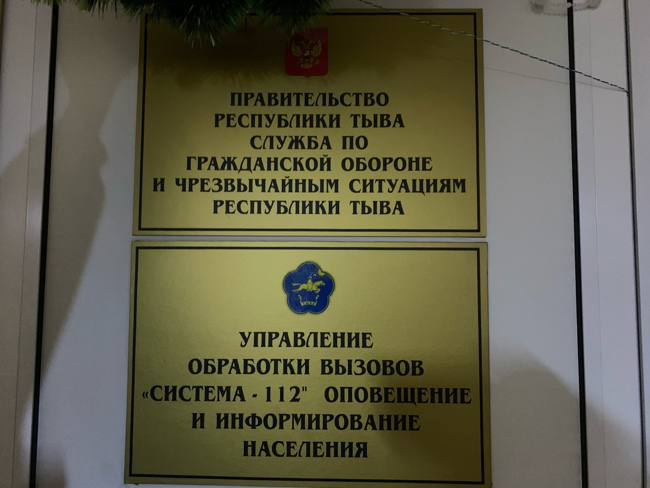 ПРАВИТЕЛЬСТВО
РЕСПУБЛИКИ ТЫВА
СЛУЖБА ПО
ГРАЖДАНСКОЙ ОБОРОНЕ
И ЧРЕЗВЫЧАЙНЫМ СИТУАЦИЯМ
РЕСПУБЛИКИ ТЫВА
УПРАВЛЕНИЕ
ОБРАБОТКИ ВЫЗОВОВ
«СИСТЕМА - 112" ОПОВЕЩЕНИЕ
И ИНФОРМИРОВАНИЕ
НАСЕЛЕНИЯ